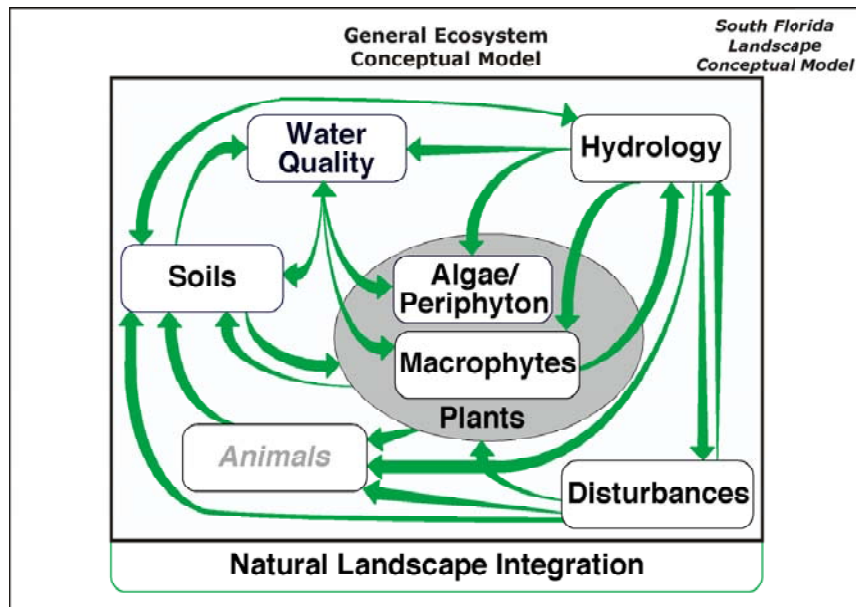 General Ecosystem
Conceptual Model
South Florida
Landscape
Conceptual Model
Water
Quality
Hydrology
Soils
Algae/
Periphyton
Macrophytes
Plants
Animals
Disturbances
Natural Landscape Integration